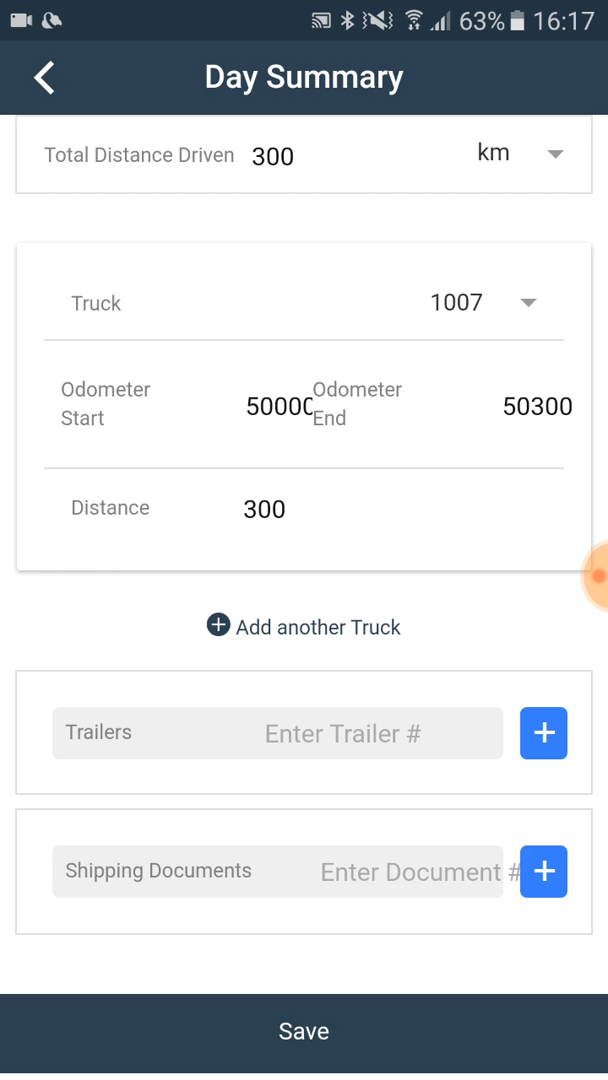 63% 16:17
Day Summary
Total Distance Driven 300 km
Truck 1007
Odometer Start 50000 Odometer End 50300
Distance 300
Add another Truck
Trailers Enter Trailer # +
Shipping Documents Enter Document # +
Save